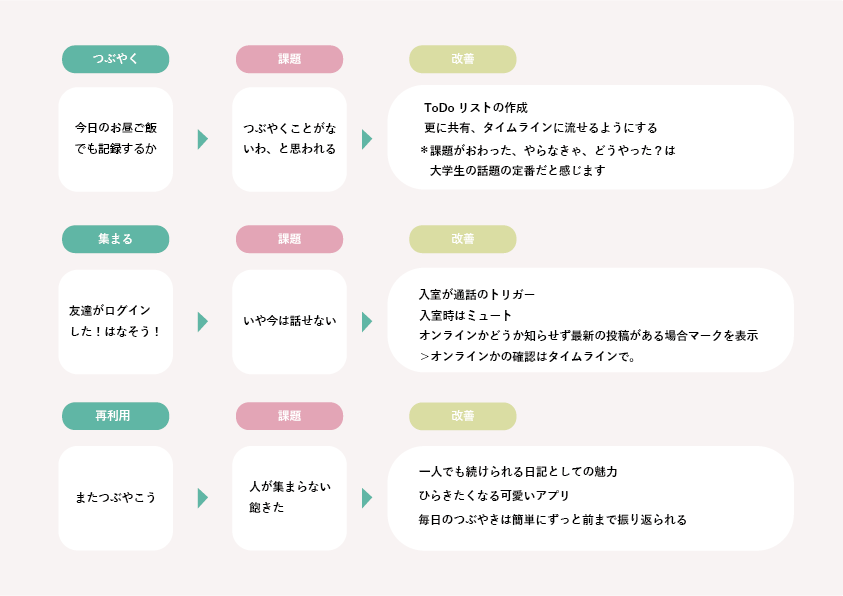 つぶやく
課題
改善
今日のお昼ご飯
でも記録するか
つぶやくことがな
いわ、と思われる
ToDo リストの作成
更に共有、タイムラインに流せるようにする
＊課題がおわった、やらなきゃ、どうやった？は
大学生の話題の定番だと感じます
集まる
課題
改善
友達がログイン
した！はなそう！
いや今は話せない
入室が通話のトリガー
入室時はミュート
オンラインかどうか知らせず最新の投稿がある場合マークを表示
＞オンラインかの確認はタイムラインで。
再利用
課題
改善
またつぶやこう
人が集まらない
飽きた
一人でも続けられる日記としての魅力
ひらきたくなる可愛いアプリ
毎日のつぶやきは簡単にずっと前まで振り返られる